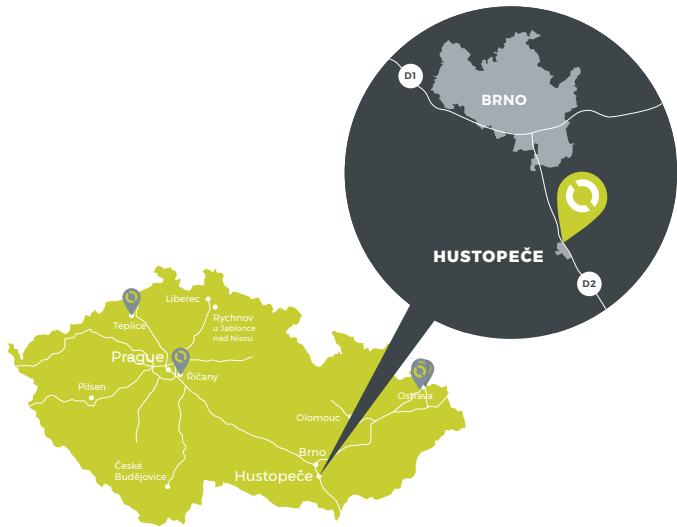 D1
BRNO
HUSTOPEČE
D2
Liberec
Rychnov
u Jablonce
nad Nisou
Teplice
Prague
Říčany
Pilsen
Ostrava
Olomouc
Brno
České
Budějovice
Hustopeče